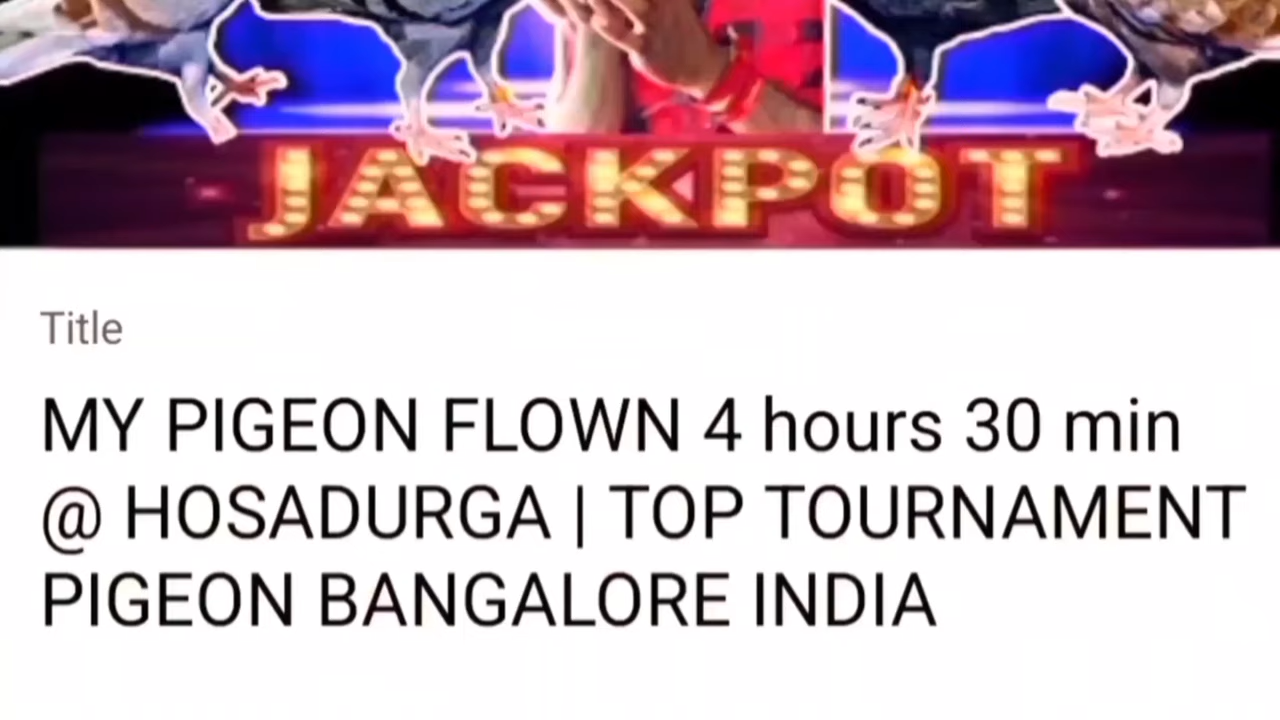 JACKPOT
Title
MY PIGEON FLOWN 4 hours 30 min
@ HOSADURGA | TOP TOURNAMENT
PIGEON BANGALORE INDIA